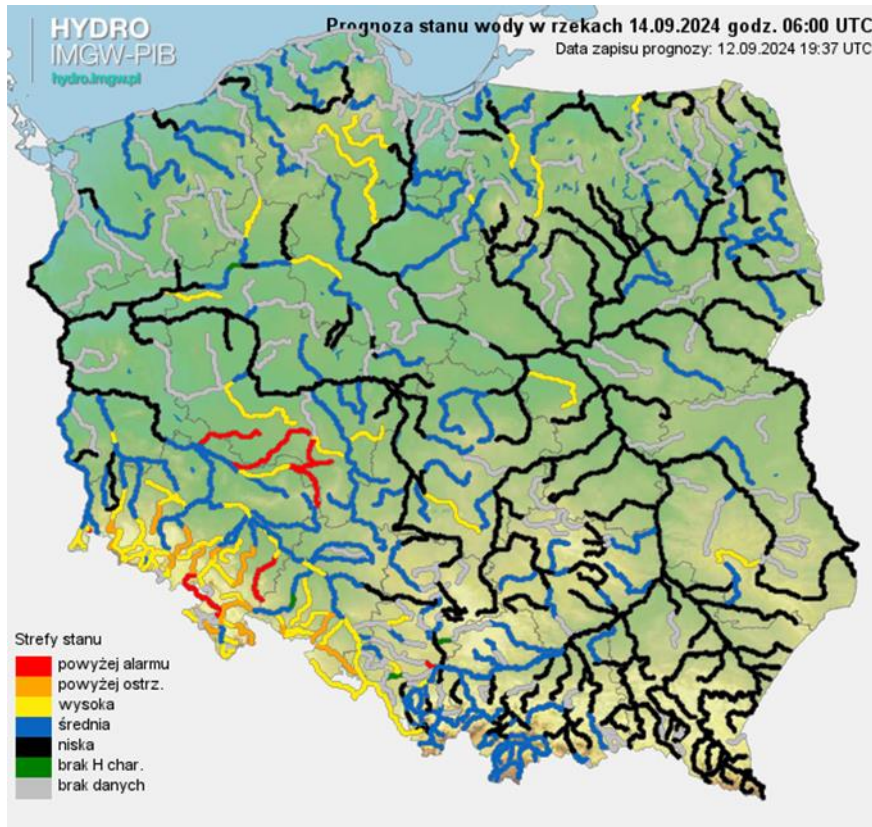 HYDRO
IMGW-PIB
hydro.imgw.pl
Prognoza stanu wody w rzekach 14.09.2024 godz. 06:00 UTC
Data zapisu prognozy: 12.09.2024 19:37 UTC
Strefy stanu
powyżej alarmu
powyżej ostrz.
wysoka
średnia
niska
brak H char.
brak danych